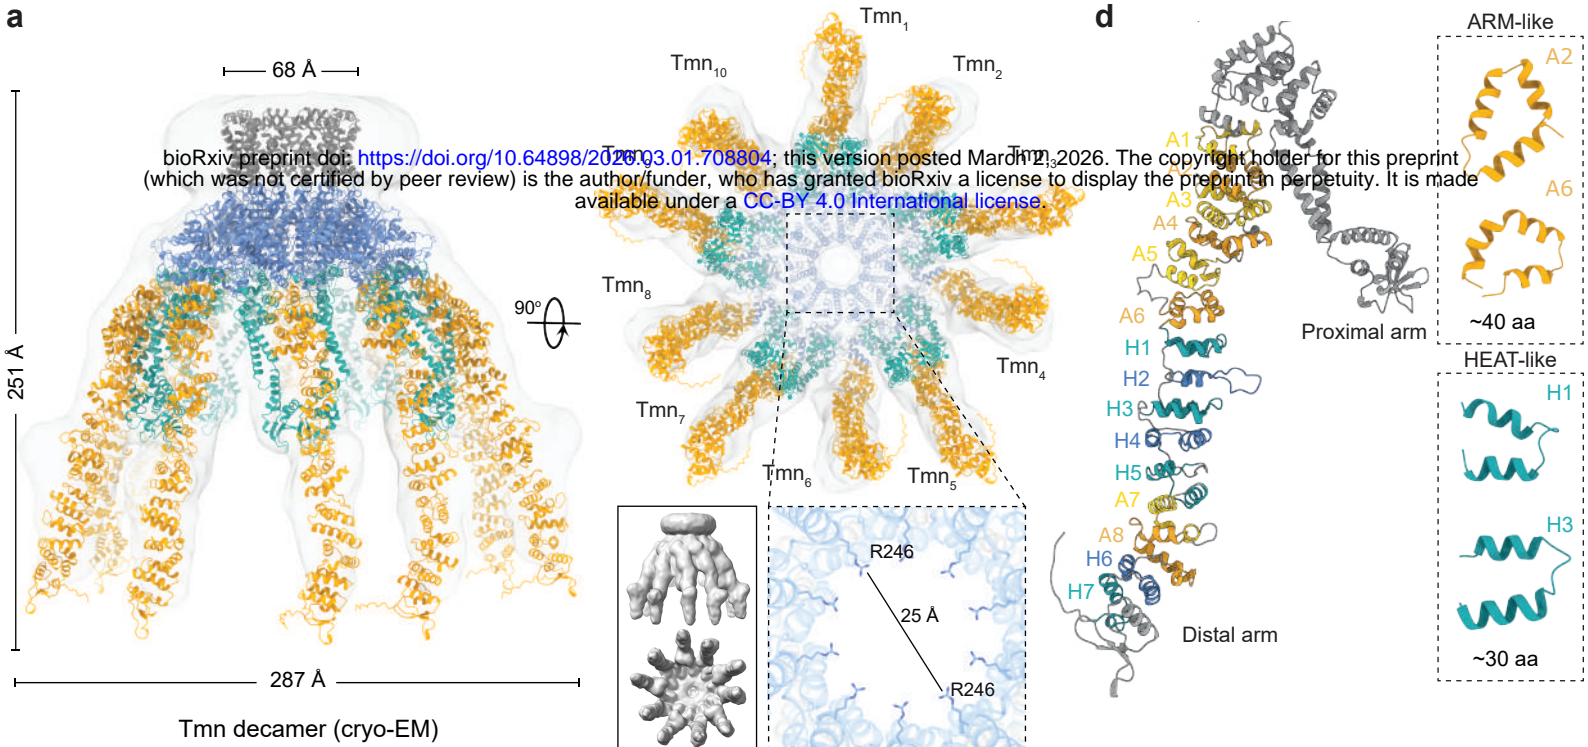 a
68 Å
251 Å
287 Å
Tmn decamer (cryo-EM)
90°
Tmn1
Tmn2
Tmn3
Tmn4
Tmn5
Tmn6
Tmn7
Tmn8
Tmn10
R246
25 Å
R246
bioRxiv preprint doi: https://doi.org/10.64898/2026.03.01.708804; this version posted March 2, 2026. The copyright holder for this preprint
(which was not certified by peer review) is the author/funder, who has granted bioRxiv a license to display the preprint in perpetuity. It is made
available under a CC-BY 4.0 International license.
d
A1
A2
A3
A4
A5
A6
H1
H2
H3
H4
H5
A7
A8
H6
H7
Proximal arm
Distal arm
ARM-like
A2
A6
~40 aa
HEAT-like
H1
H3
~30 aa